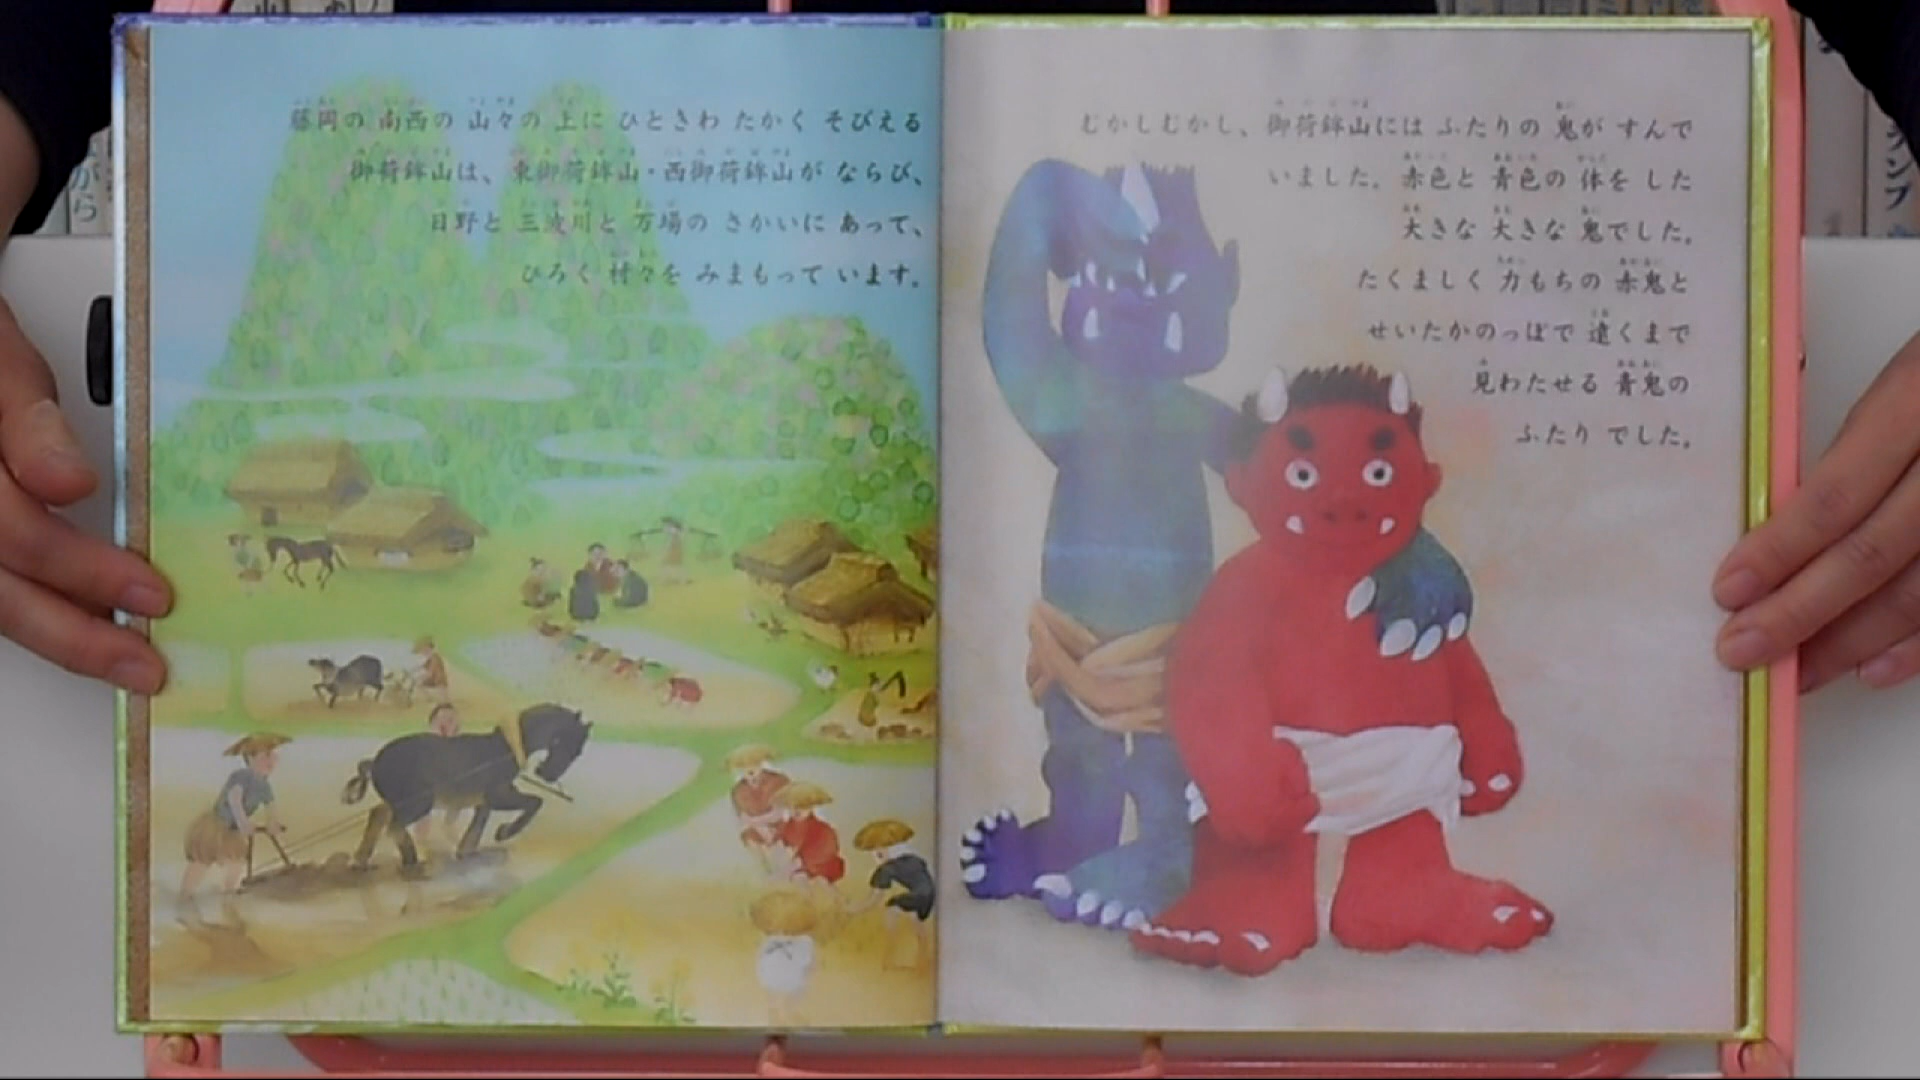 藤岡の 南西の 山々の 上に ひときわ たかく そびえる
御荷鉾山は、東御荷鉾山・西御荷鉾山が ならび、
日野と 三波川と 万場の さかいに あって、
ひろく 村々を みまもって います。
むかしむかし、御荷鉾山には ふたりの 鬼が すんで
いました。赤色と 青色の 体を した
大きな 大きな 鬼でした。
たくましく 力もちの 赤鬼と
せいたかのっぽで 遠くまで
見わたせる 青鬼の
ふたり でした。